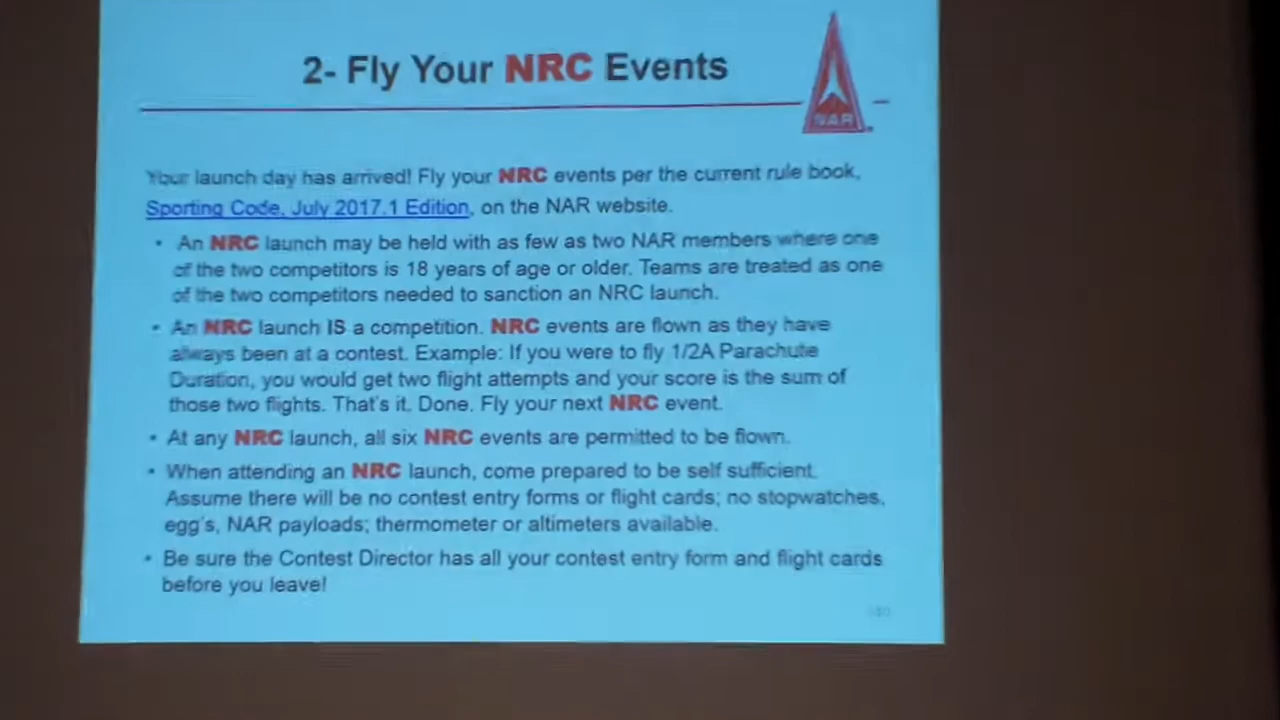 2- Fly Your NRC Events
NAR
Your launch day has arrived! Fly your NRC events per the current rule book,
Sporting Code, July 2017.1 Edition, on the NAR website.
• An NRC launch may be held with as few as two NAR members where one
of the two competitors is 18 years of age or older. Teams are treated as one
of the two competitors needed to sanction an NRC launch.
• An NRC launch IS a competition. NRC events are flown as they have
always been at a contest. Example: If you were to fly 1/2A Parachute
Duration, you would get two flight attempts and your score is the sum of
those two flights. That's it. Done. Fly your next NRC event.
• At any NRC launch, all six NRC events are permitted to be flown.
• When attending an NRC launch, come prepared to be self sufficient.
Assume there will be no contest entry forms or flight cards; no stopwatches,
egg's, NAR payloads; thermometer or altimeters available.
• Be sure the Contest Director has all your contest entry form and flight cards
before you leave!